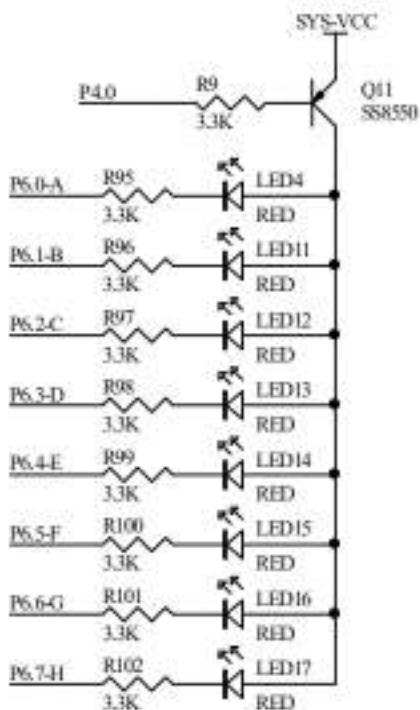 SYS-VCC
P4.0
R9
3.3K
Q11
SS8550
P6.0-A
R95
3.3K
LED4
RED
P6.1-B
R96
3.3K
LED11
RED
P6.2-C
R97
3.3K
LED12
RED
P6.3-D
R98
3.3K
LED13
RED
P6.4-E
R99
3.3K
LED14
RED
P6.5-F
R100
3.3K
LED15
RED
P6.6-G
R101
3.3K
LED16
RED
P6.7-H
R102
3.3K
LED17
RED